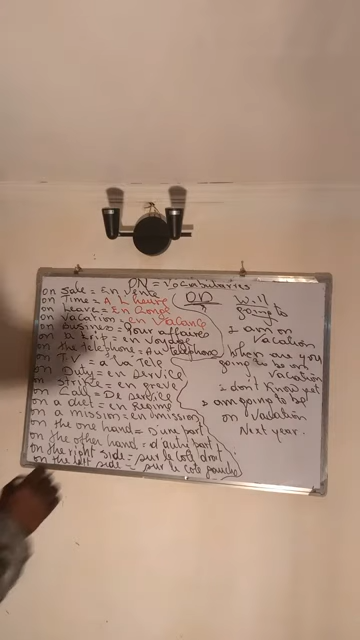 ON = Vocabularies
on Sale = En Vente
on Time = A L'heure
on Leave = En Congé
on Vacation = en Vacance
on Business = Pour affaires
on a trip = en voyage
on the telephone = Au telephone
on TV = a la Tele
on Duty = en Service
on Strike = en greve
on Call = De service
on a diet = en Regime
on a mission = en mission
on the one hand = D'une part
on the other hand = d'autre part
on the right side = sur le coté droit
on the left side = sur le coté gauche
ON
Will
going to
I am on
Vacation
When are you
going to be on
Vacation
I don't know yet
I am going to be
on Vacation
Next year.